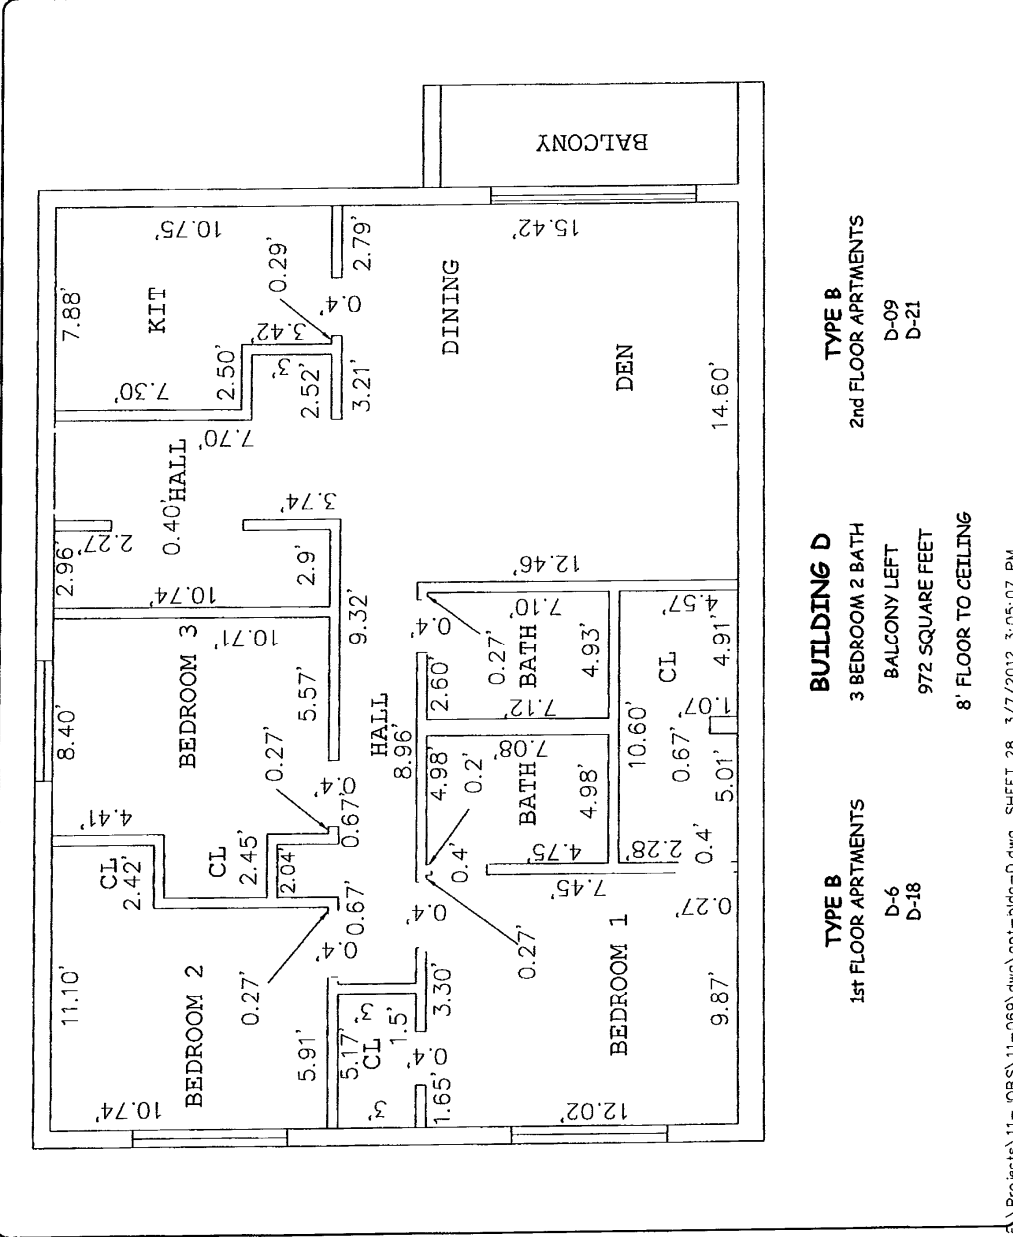 BALCONY
10.75'
2.79'
0.29'
7.88'
KIT
0.4'
15.42'
DINING
3.42'
2.50'
3'
2.52'
3.21'
7.30'
DEN
14.60'
7.70'
HALL
0.40'
3.74'
2.27'
2.96'
2.9'
12.46'
10.74'
9.32'
7.10'
4.57'
0.4'
0.27'
BATH
4.93'
4.91'
CL
10.71'
BEDROOM 3
5.57'
2.60'
7.12'
1.07'
8.40'
HALL
8.96'
10.60'
0.67'
7.08'
0.27'
4.98'
0.2'
BATH
4.98'
5.01'
0.4'
0.67'
4.41'
CL
2.42'
CL
2.45'
2.04'
0.4'
4.75'
2.28'
0.4'
7.45'
0.27'
0.67'
0.4'
0.4'
0.27'
0.27'
11.10'
BEDROOM 2
5.91'
5.17'
CL
3'
1.5'
3.30'
BEDROOM 1
9.87'
0.4'
10.74'
3'
1.65'
12.02'
TYPE B
1st FLOOR APRTMENTS
D-6
D-18
BUILDING D
3 BEDROOM 2 BATH
BALCONY LEFT
972 SQUARE FEET
8' FLOOR TO CEILING
TYPE B
2nd FLOOR APRTMENTS
D-09
D-21
SHEET 28 3/7/2012 3:05:07 PM